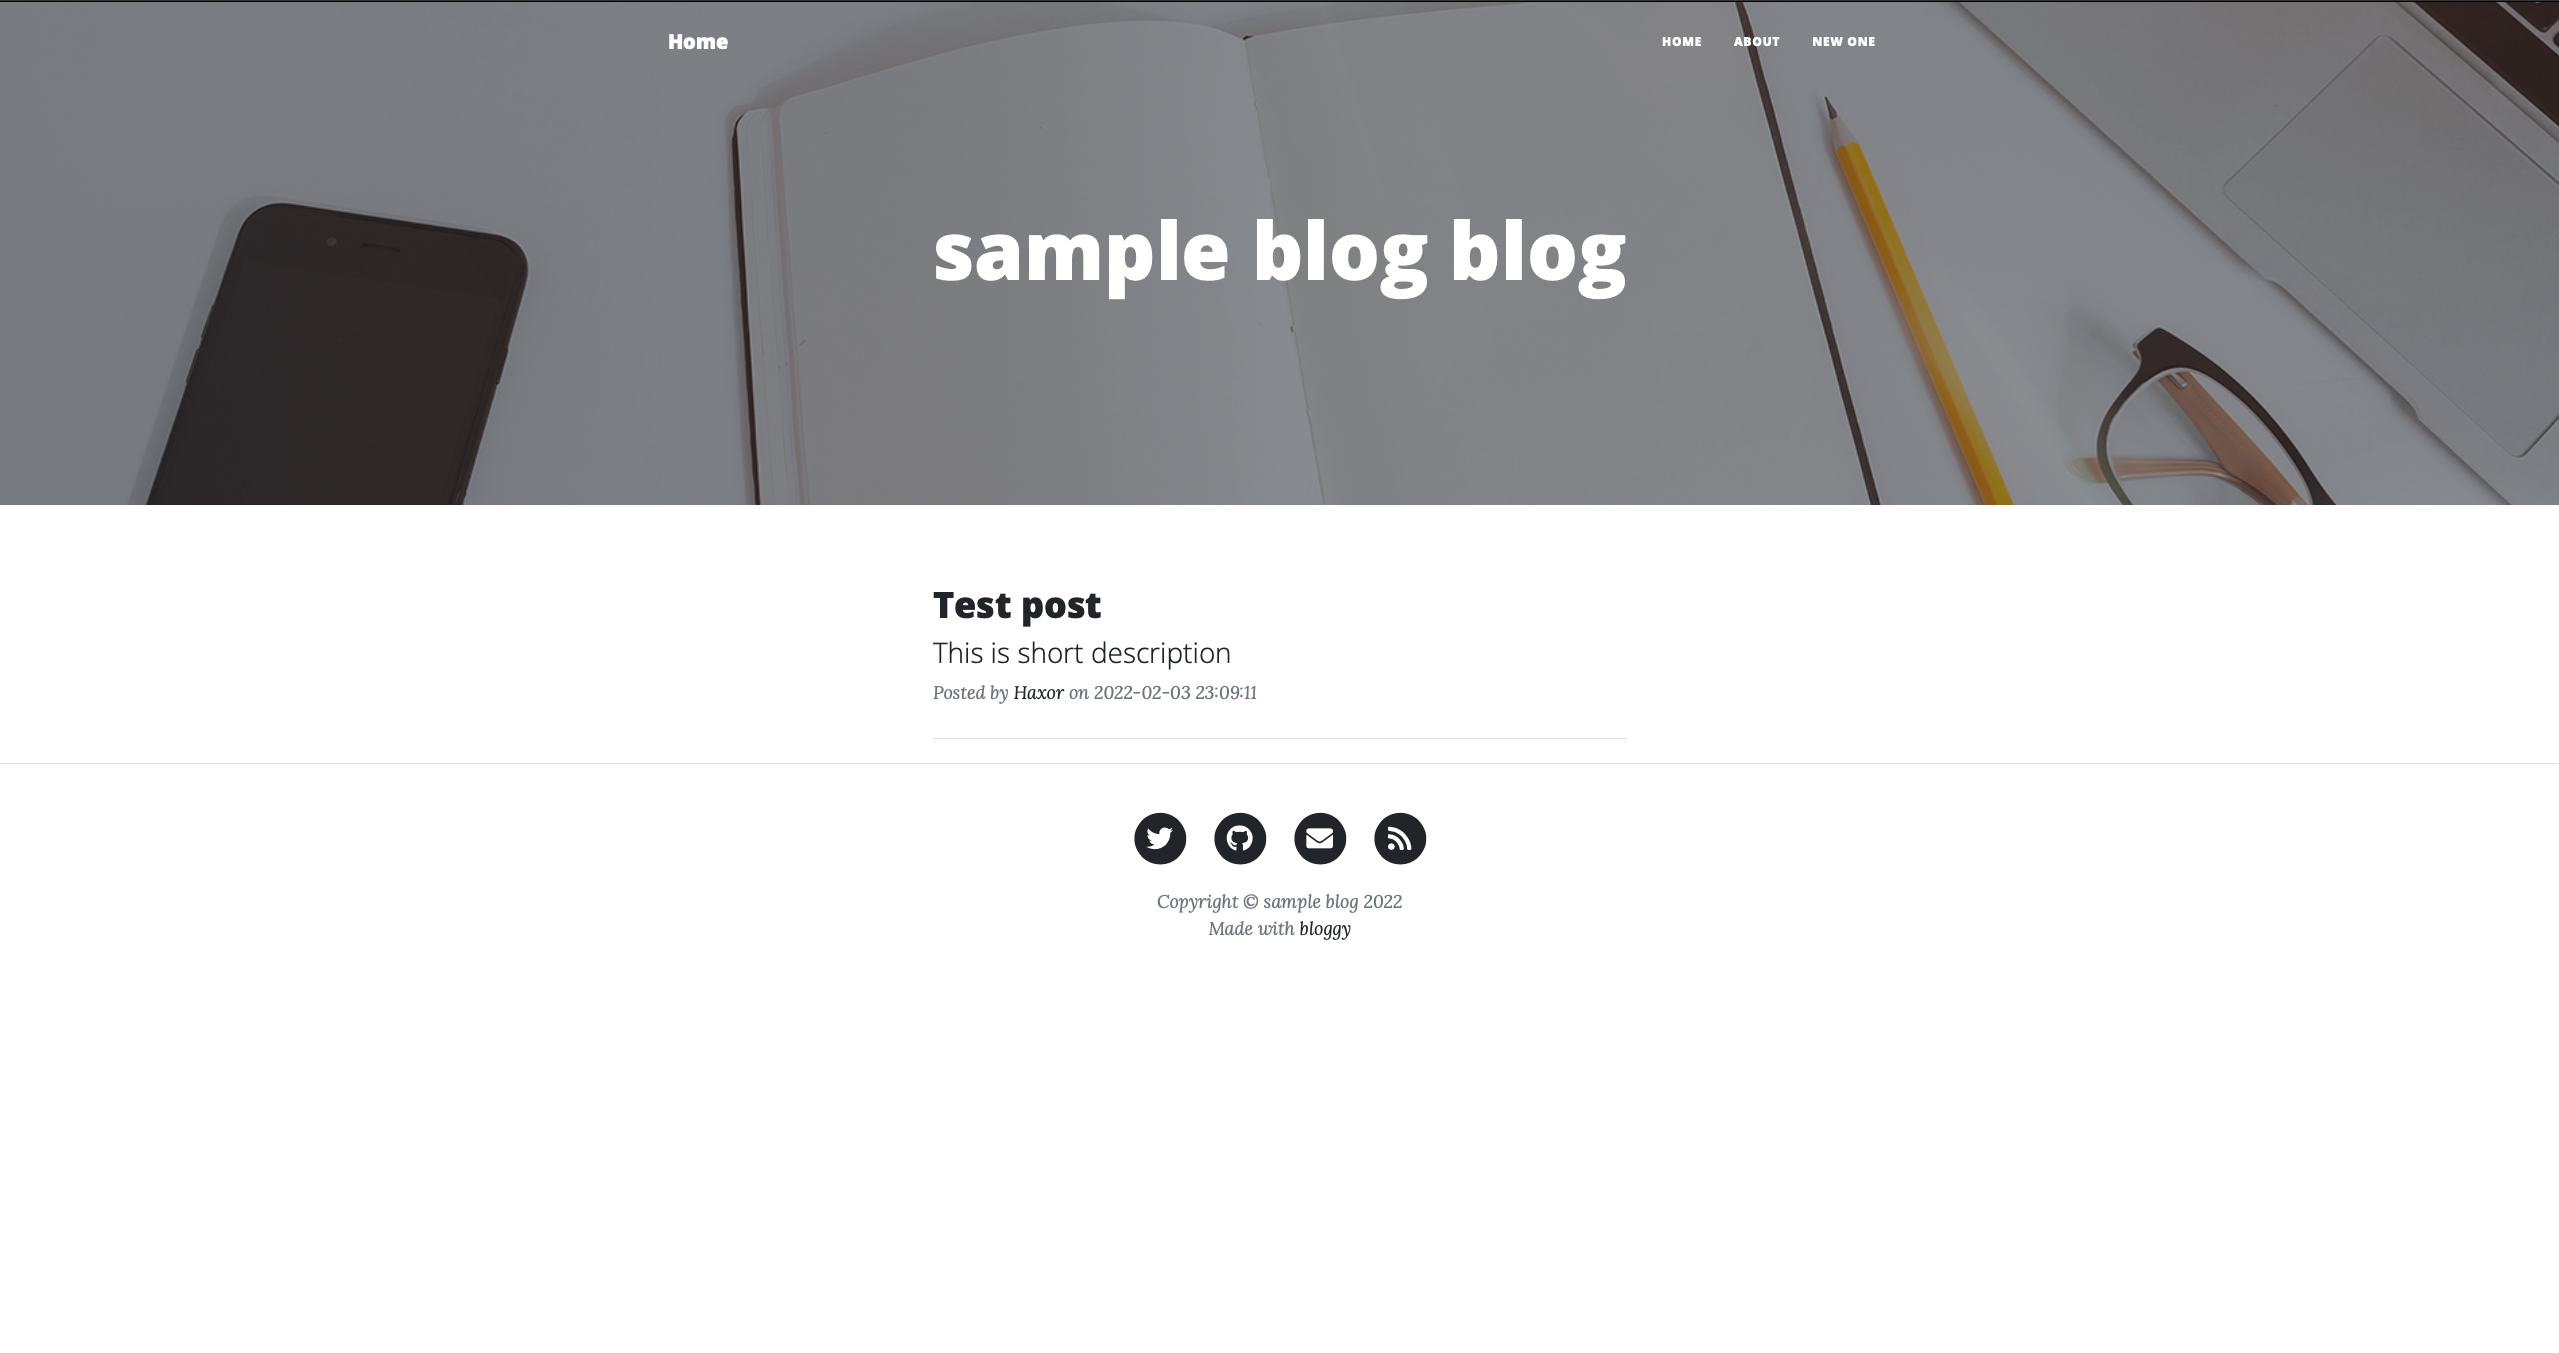 Home
HOME ABOUT NEW ONE
sample blog blog
Test post
This is short description
Posted by Haxor on 2022-02-03 23:09:11
Copyright © sample blog 2022
Made with bloggy